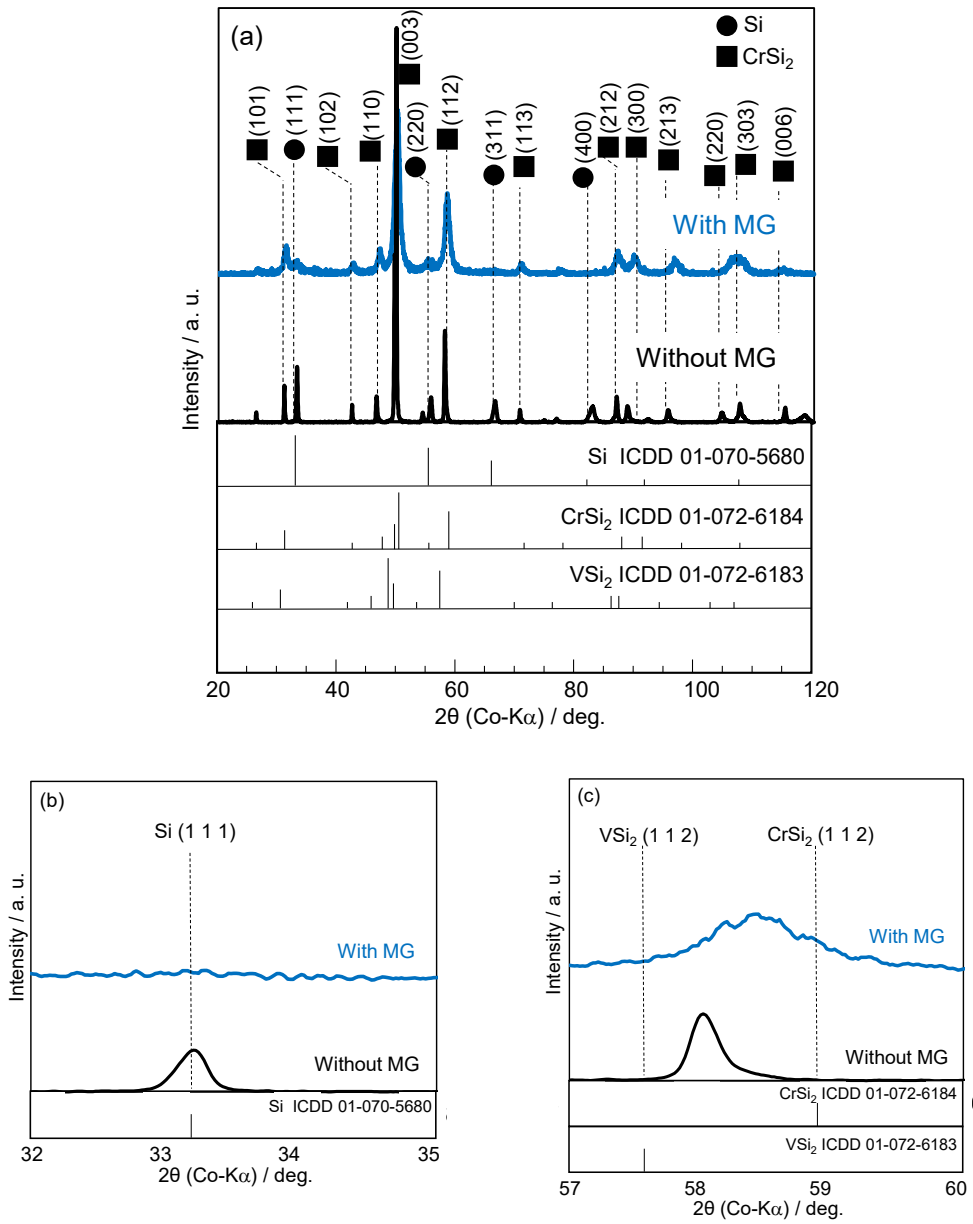 (a)
Si
CrSi₂
(101)
(111)
(102)
(110)
(003)
(220)
(112)
(311)
(113)
(400)
(212)
(300)
(213)
(220)
(303)
(006)
With MG
Without MG
Intensity / a. u.
Si ICDD 01-070-5680
CrSi₂ ICDD 01-072-6184
VSi₂ ICDD 01-072-6183
20 40 60 80 100 120
2θ (Co-Kα) / deg.
(b)
Si (1 1 1)
With MG
Without MG
Intensity / a. u.
Si ICDD 01-070-5680
32 33 34 35
2θ (Co-Kα) / deg.
(c)
VSi₂ (1 1 2)
CrSi₂ (1 1 2)
With MG
Without MG
Intensity / a. u.
CrSi₂ ICDD 01-072-6184
VSi₂ ICDD 01-072-6183
57 58 59 60
2θ (Co-Kα) / deg.